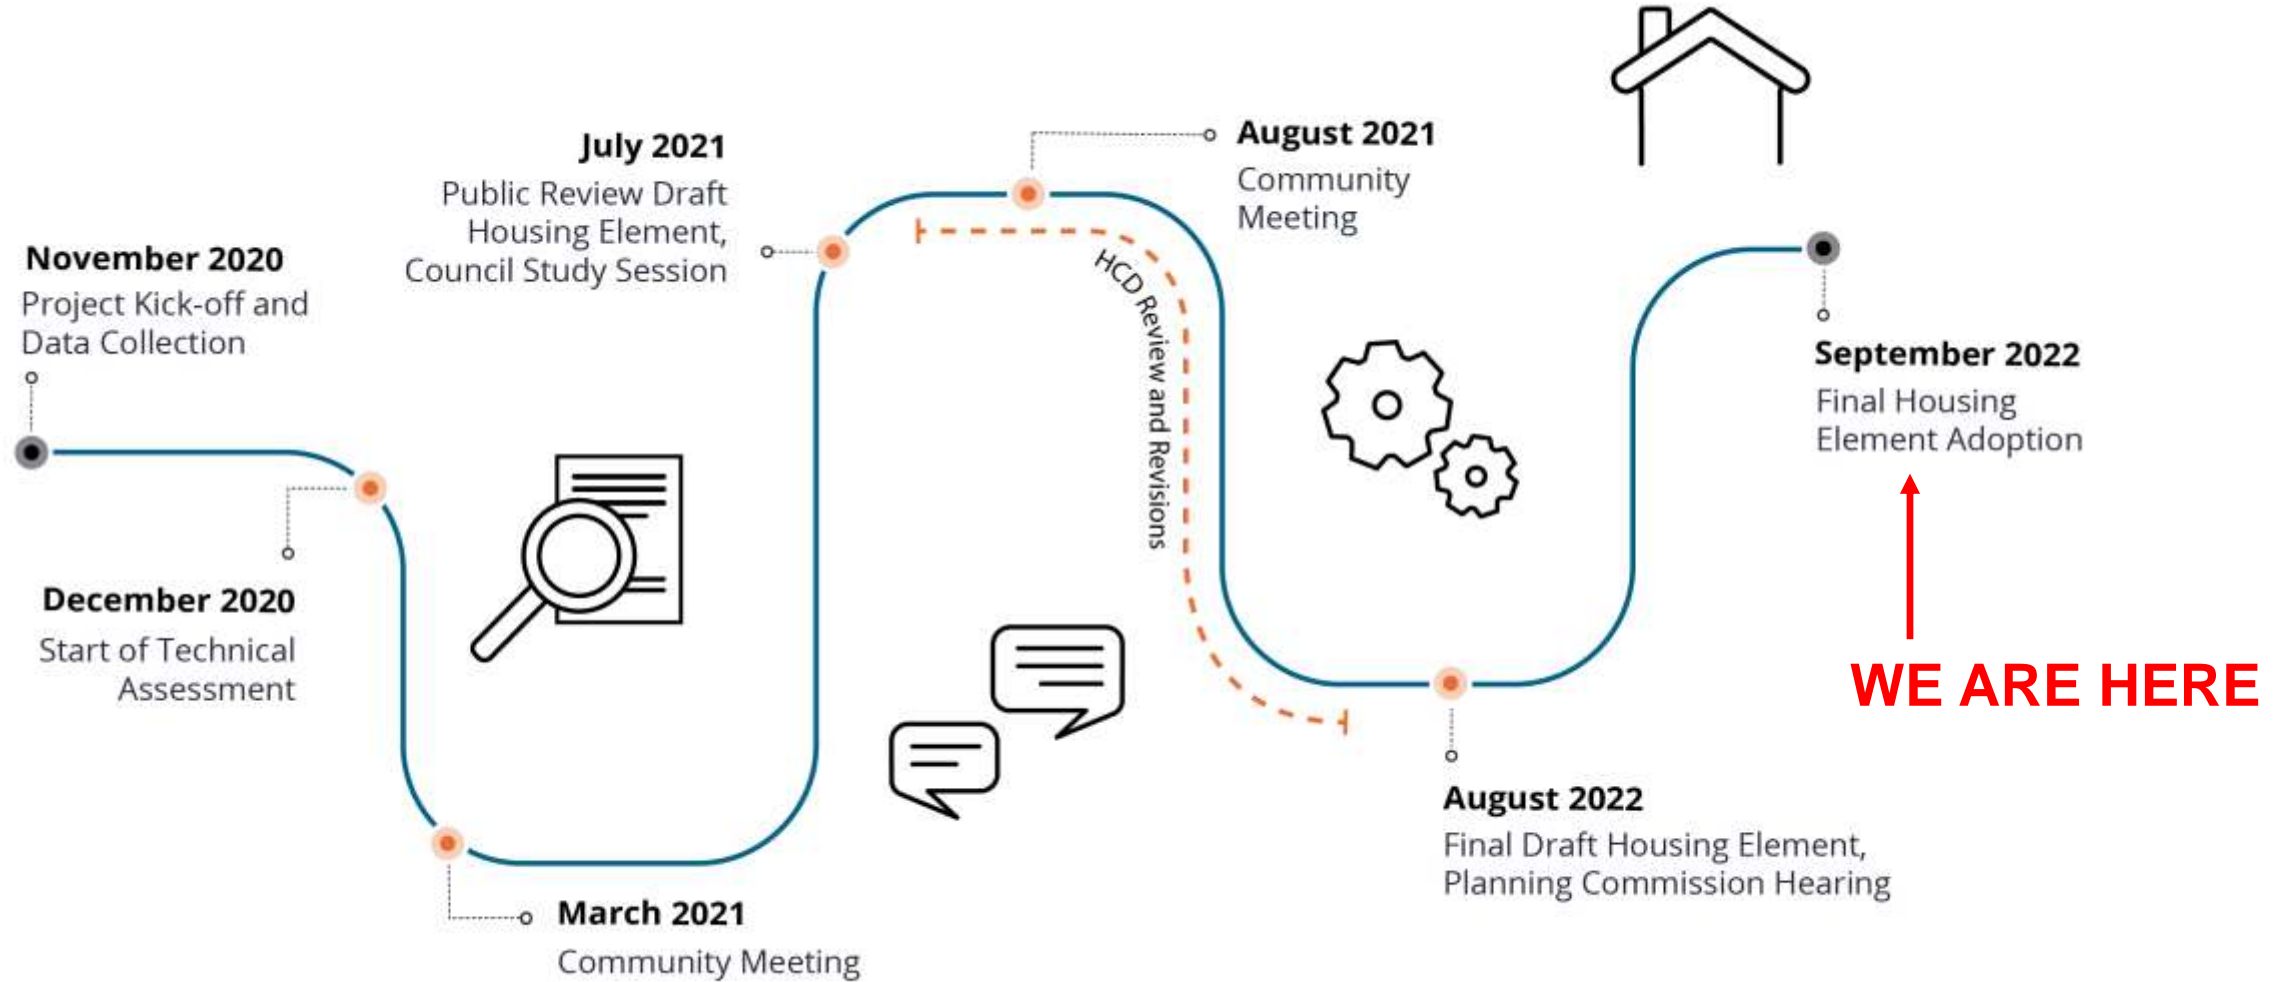 November 2020
Project Kick-off and
Data Collection
December 2020
Start of Technical
Assessment
March 2021
Community Meeting
July 2021
Public Review Draft
Housing Element,
Council Study Session
August 2021
Community
Meeting
HCD Review and Revisions
August 2022
Final Draft Housing Element,
Planning Commission Hearing
September 2022
Final Housing
Element Adoption
WE ARE HERE